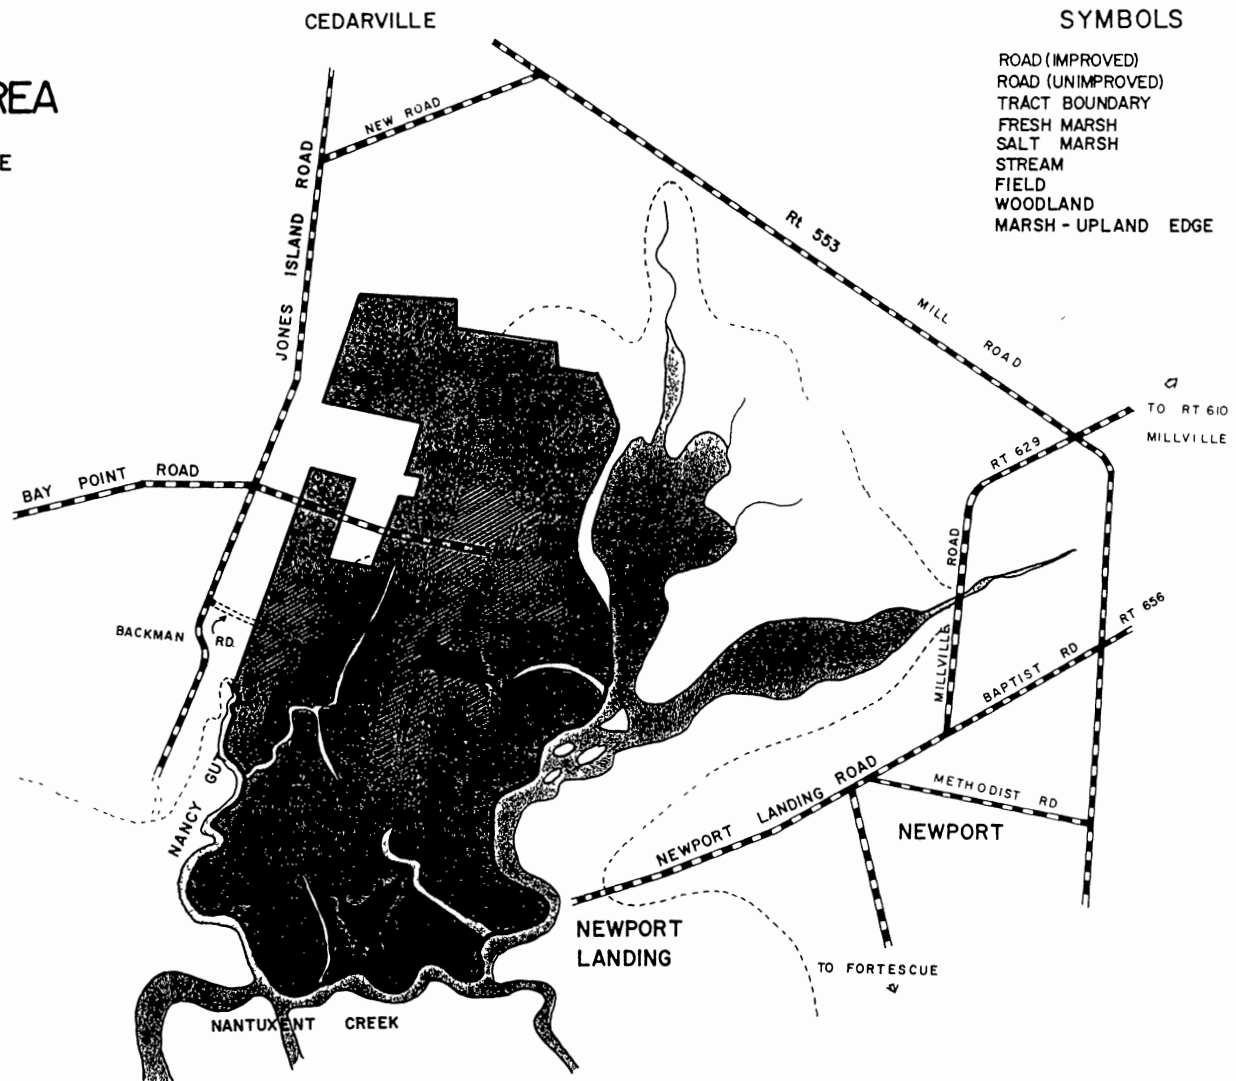 CEDARVILLE
SYMBOLS
ROAD (IMPROVED)
ROAD (UNIMPROVED)
TRACT BOUNDARY
FRESH MARSH
SALT MARSH
STREAM
FIELD
WOODLAND
MARSH - UPLAND EDGE
REA
E
NEW ROAD
JONES ISLAND ROAD
Rt 553
MILL ROAD
TO RT 610
MILLVILLE
RT 629
BAY POINT ROAD
MILLVILLE ROAD
BACKMAN RD.
RT 656
BAPTIST RD
NANCY GUT
NEWPORT LANDING ROAD
METHODIST RD
NEWPORT
NEWPORT
LANDING
TO FORTESCUE
NANTUXENT CREEK